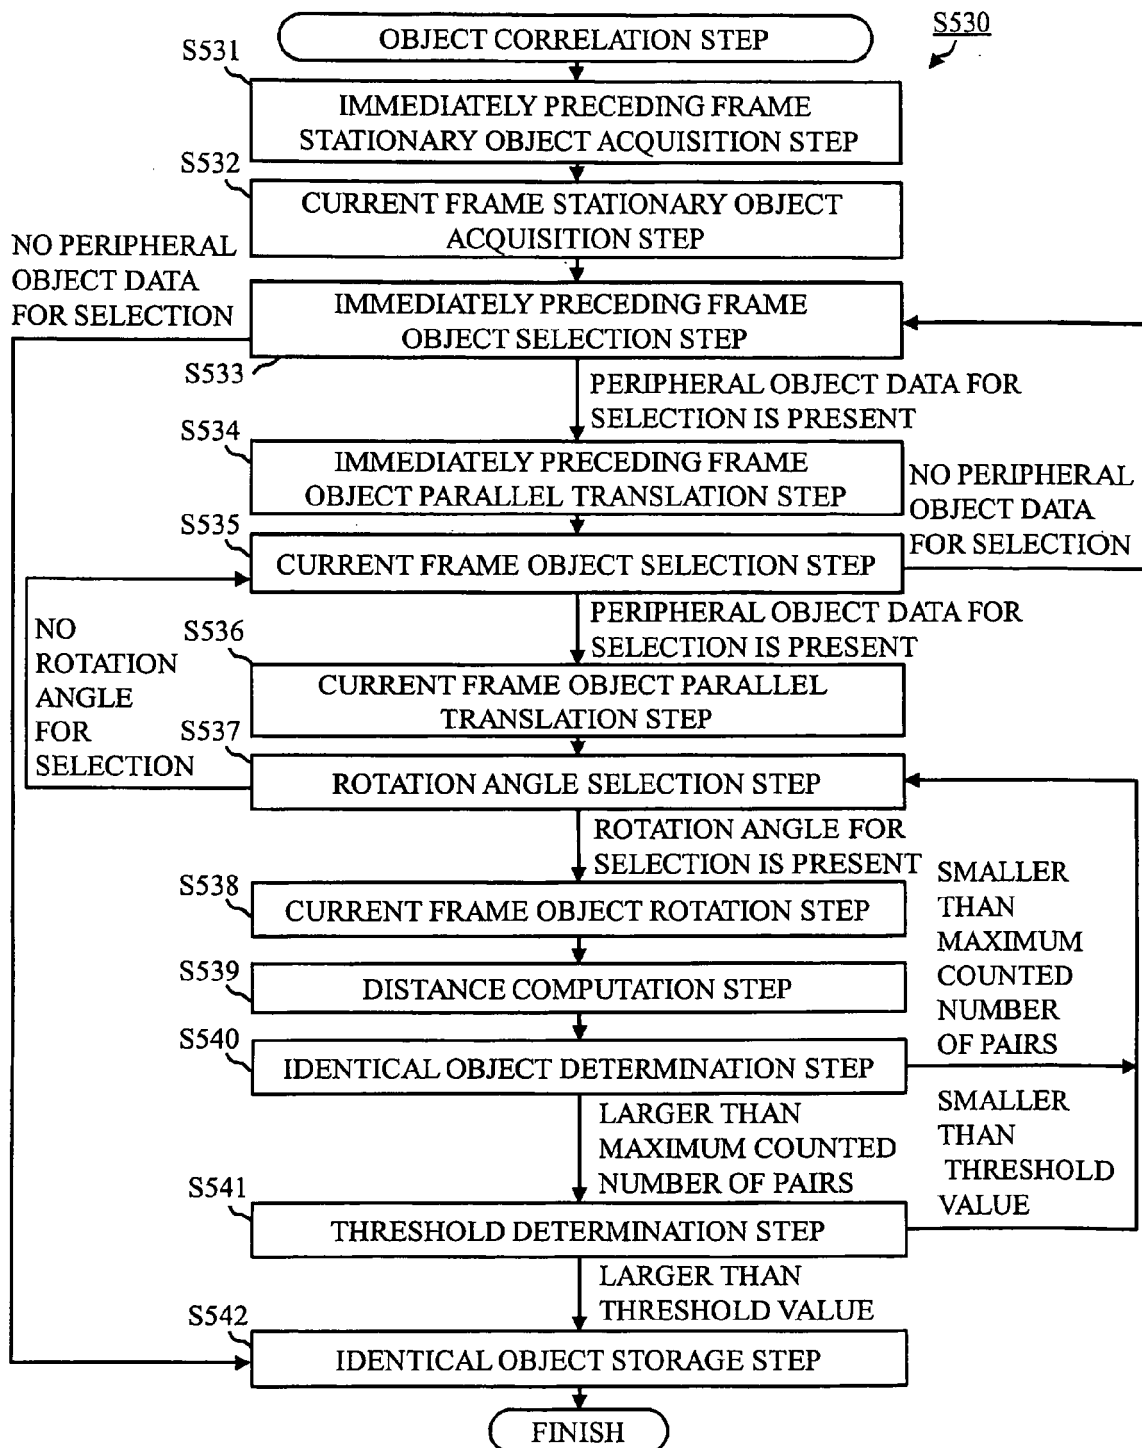 S530
OBJECT CORRELATION STEP
S531
IMMEDIATELY PRECEDING FRAME
STATIONARY OBJECT ACQUISITION STEP
S532
CURRENT FRAME STATIONARY OBJECT
ACQUISITION STEP
NO PERIPHERAL
OBJECT DATA
FOR SELECTION
IMMEDIATELY PRECEDING FRAME
OBJECT SELECTION STEP
S533
PERIPHERAL OBJECT DATA FOR
SELECTION IS PRESENT
S534
IMMEDIATELY PRECEDING FRAME
OBJECT PARALLEL TRANSLATION STEP
NO PERIPHERAL
OBJECT DATA
FOR SELECTION
S535
CURRENT FRAME OBJECT SELECTION STEP
PERIPHERAL OBJECT DATA FOR
SELECTION IS PRESENT
NO
ROTATION
ANGLE
FOR
SELECTION
S536
CURRENT FRAME OBJECT PARALLEL
TRANSLATION STEP
S537
ROTATION ANGLE SELECTION STEP
ROTATION ANGLE FOR
SELECTION IS PRESENT
S538
CURRENT FRAME OBJECT ROTATION STEP
SMALLER
THAN
MAXIMUM
COUNTED
NUMBER
OF PAIRS
S539
DISTANCE COMPUTATION STEP
S540
IDENTICAL OBJECT DETERMINATION STEP
LARGER THAN
MAXIMUM COUNTED
NUMBER OF PAIRS
SMALLER
THAN
THRESHOLD
VALUE
S541
THRESHOLD DETERMINATION STEP
LARGER THAN
THRESHOLD VALUE
S542
IDENTICAL OBJECT STORAGE STEP
FINISH